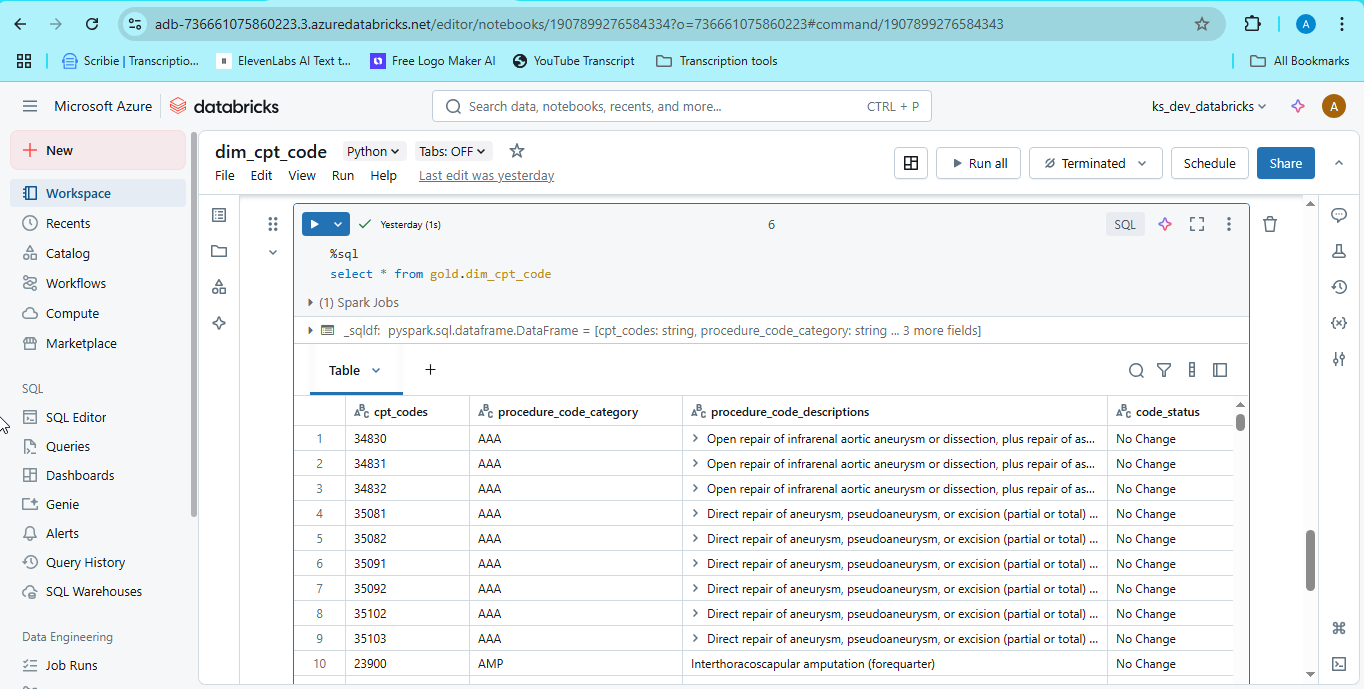 adb-736661075860223.3.azuredatabricks.net/editor/notebooks/1907899276584334?o=736661075860223#command/1907899276584343
A
Scribie | Transcriptio...
ElevenLabs AI Text t...
Free Logo Maker AI
YouTube Transcript
Transcription tools
All Bookmarks
Microsoft Azure
databricks
Search data, notebooks, recents, and more...
CTRL + P
ks_dev_databricks
A
New
Workspace
Recents
Catalog
Workflows
Compute
Marketplace
SQL
SQL Editor
Queries
Dashboards
Genie
Alerts
Query History
SQL Warehouses
Data Engineering
Job Runs
dim_cpt_code
Python
Tabs: OFF
File Edit View Run Help
Last edit was yesterday
Run all
Terminated
Schedule
Share
Yesterday (1s)
6
SQL
%sql
select * from gold.dim_cpt_code
(1) Spark Jobs
_sqldf: pyspark.sql.dataframe.DataFrame = [cpt_codes: string, procedure_code_category: string ... 3 more fields]
Table
+
ABC cpt_codes ABC procedure_code_category ABC procedure_code_descriptions ABC code_status
1 34830 AAA Open repair of infrarenal aortic aneurysm or dissection, plus repair of as... No Change
2 34831 AAA Open repair of infrarenal aortic aneurysm or dissection, plus repair of as... No Change
3 34832 AAA Open repair of infrarenal aortic aneurysm or dissection, plus repair of as... No Change
4 35081 AAA Direct repair of aneurysm, pseudoaneurysm, or excision (partial or total) ... No Change
5 35082 AAA Direct repair of aneurysm, pseudoaneurysm, or excision (partial or total) ... No Change
6 35091 AAA Direct repair of aneurysm, pseudoaneurysm, or excision (partial or total) ... No Change
7 35092 AAA Direct repair of aneurysm, pseudoaneurysm, or excision (partial or total) ... No Change
8 35102 AAA Direct repair of aneurysm, pseudoaneurysm, or excision (partial or total) ... No Change
9 35103 AAA Direct repair of aneurysm, pseudoaneurysm, or excision (partial or total) ... No Change
10 23900 AMP Interthoracoscapular amputation (forequarter) No Change